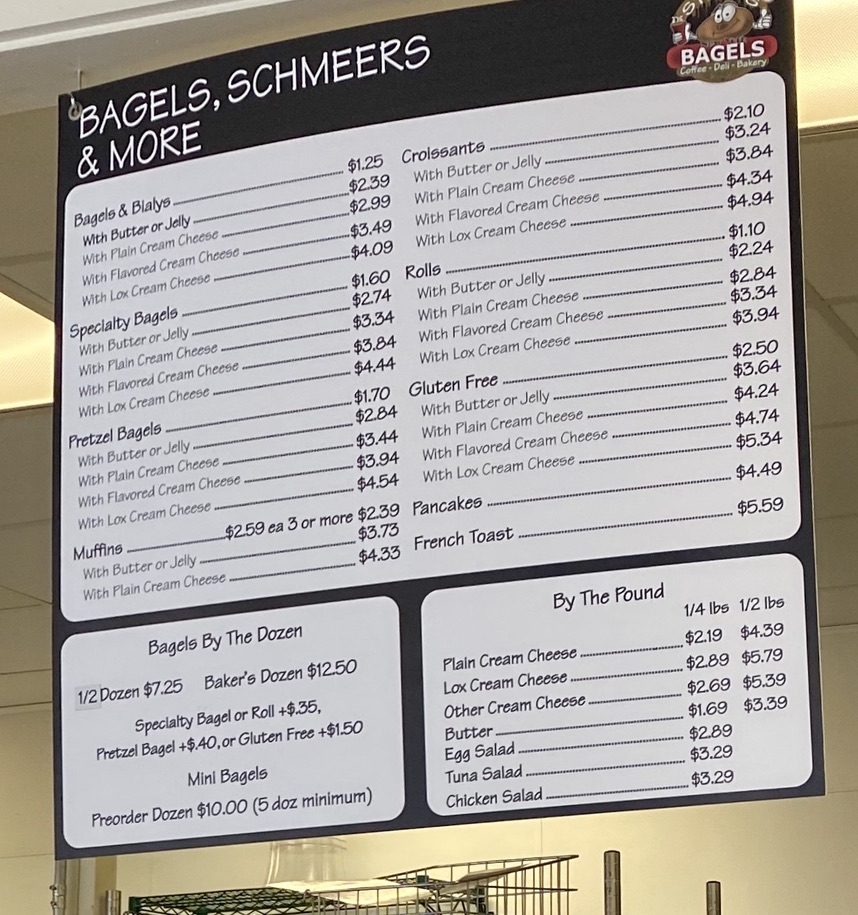 BAGELS
Coffee - Deli - Bakery
BAGELS, SCHMEERS
& MORE
Bagels & Bialys $1.25
With Butter or Jelly $2.39
With Plain Cream Cheese $2.99
With Flavored Cream Cheese $3.49
With Lox Cream Cheese $4.09
Specialty Bagels $1.60
With Butter or Jelly $2.74
With Plain Cream Cheese $3.34
With Flavored Cream Cheese $3.84
With Lox Cream Cheese $4.44
Pretzel Bagels $1.70
With Butter or Jelly $2.84
With Plain Cream Cheese $3.44
With Flavored Cream Cheese $3.94
With Lox Cream Cheese $4.54
Muffins $2.59 ea 3 or more $2.39
With Butter or Jelly $3.73
With Plain Cream Cheese $4.33
Croissants $2.10
With Butter or Jelly $3.24
With Plain Cream Cheese $3.84
With Flavored Cream Cheese $4.34
With Lox Cream Cheese $4.94
Rolls $1.10
With Butter or Jelly $2.24
With Plain Cream Cheese $2.84
With Flavored Cream Cheese $3.34
With Lox Cream Cheese $3.94
Gluten Free $2.50
With Butter or Jelly $3.64
With Plain Cream Cheese $4.24
With Flavored Cream Cheese $4.74
With Lox Cream Cheese $5.34
Pancakes $4.49
French Toast $5.59
Bagels By The Dozen
1/2 Dozen $7.25 Baker's Dozen $12.50
Specialty Bagel or Roll +$.35,
Pretzel Bagel +$.40, or Gluten Free +$1.50
Mini Bagels
Preorder Dozen $10.00 (5 doz minimum)
By The Pound
1/4 lbs 1/2 lbs
Plain Cream Cheese $2.19 $4.39
Lox Cream Cheese $2.89 $5.79
Other Cream Cheese $2.69 $5.39
Butter $1.69 $3.39
Egg Salad $2.89
Tuna Salad $3.29
Chicken Salad $3.29